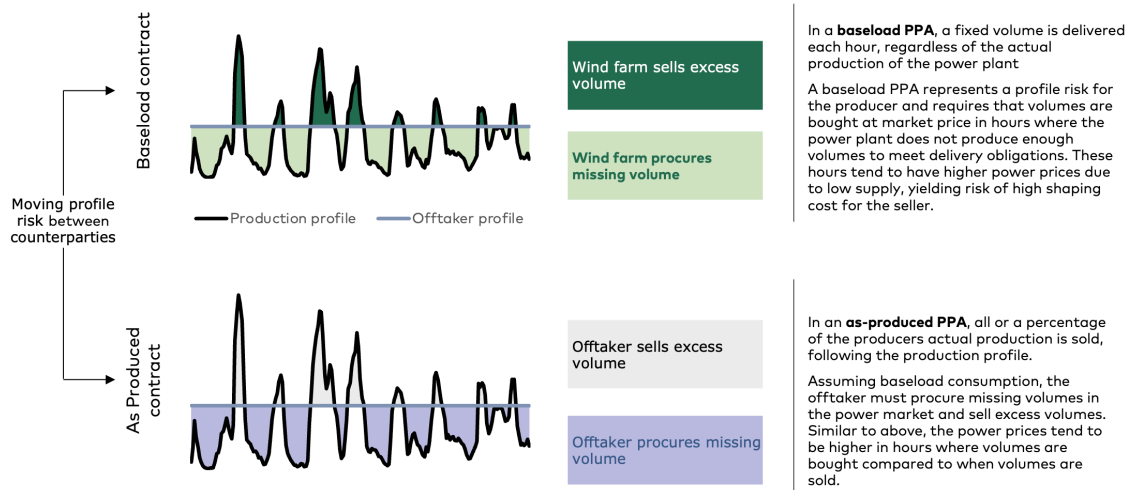 Baseload contract
Wind farm sells excess
volume
Wind farm procures
missing volume
In a baseload PPA, a fixed volume is delivered
each hour, regardless of the actual
production of the power plant
A baseload PPA represents a profile risk for
the producer and requires that volumes are
bought at market price in hours where the
power plant does not produce enough
volumes to meet delivery obligations. These
hours tend to have higher power prices due
to low supply, yielding risk of high shaping
cost for the seller.
Moving profile
risk between
counterparties
Production profile
Offtaker profile
As Produced
contract
Offtaker sells excess
volume
Offtaker procures missing
volume
In an as-produced PPA, all or a percentage
of the producers actual production is sold,
following the production profile.
Assuming baseload consumption, the
offtaker must procure missing volumes in
the power market and sell excess volumes.
Similar to above, the power prices tend to
be higher in hours where volumes are
bought compared to when volumes are
sold.